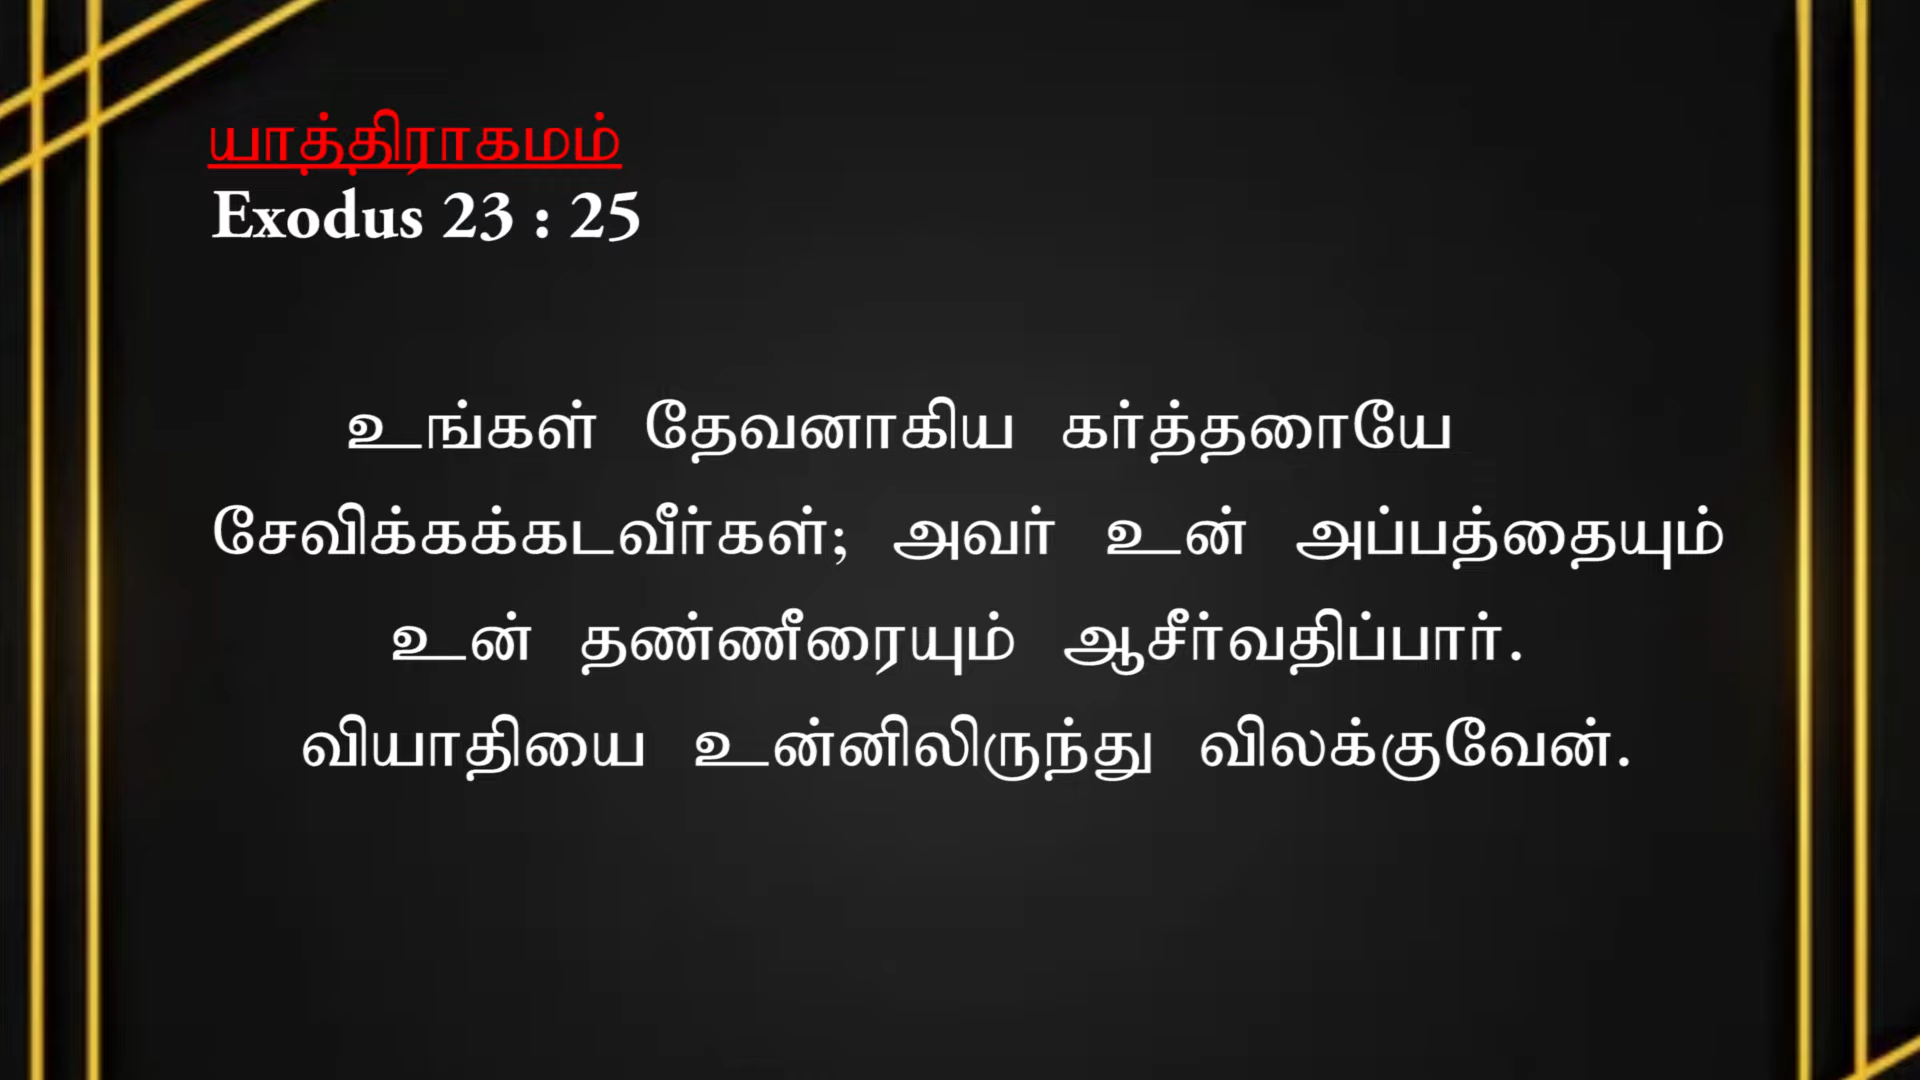 யாத்திராகமம்
Exodus 23 : 25
உங்கள் தேவனாகிய கர்த்தரையே
சேவிக்கக்கடவீர்கள்; அவர் உன் அப்பத்தையும்
உன் தண்ணீரையும் ஆசீர்வதிப்பார்.
வியாதியை உன்னிலிருந்து விலக்குவேன்.